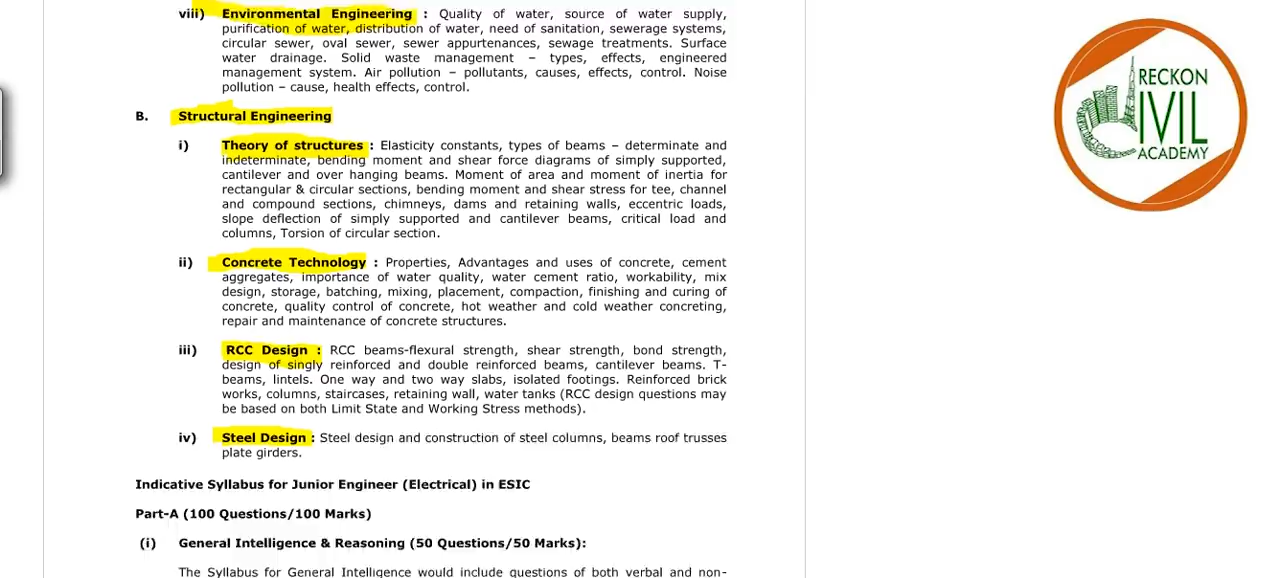 viii) Environmental Engineering : Quality of water, source of water supply,
purification of water, distribution of water, need of sanitation, sewerage systems,
circular sewer, oval sewer, sewer appurtenances, sewage treatments. Surface
water drainage. Solid waste management – types, effects, engineered
management system. Air pollution – pollutants, causes, effects, control. Noise
pollution – cause, health effects, control.
B. Structural Engineering
i) Theory of structures : Elasticity constants, types of beams – determinate and
indeterminate, bending moment and shear force diagrams of simply supported,
cantilever and over hanging beams. Moment of area and moment of inertia for
rectangular & circular sections, bending moment and shear stress for tee, channel
and compound sections, chimneys, dams and retaining walls, eccentric loads,
slope deflection of simply supported and cantilever beams, critical load and
columns, Torsion of circular section.
ii) Concrete Technology : Properties, Advantages and uses of concrete, cement
aggregates, importance of water quality, water cement ratio, workability, mix
design, storage, batching, mixing, placement, compaction, finishing and curing of
concrete, quality control of concrete, hot weather and cold weather concreting,
repair and maintenance of concrete structures.
iii) RCC Design : RCC beams-flexural strength, shear strength, bond strength,
design of singly reinforced and double reinforced beams, cantilever beams. T-
beams, lintels. One way and two way slabs, isolated footings. Reinforced brick
works, columns, staircases, retaining wall, water tanks (RCC design questions may
be based on both Limit State and Working Stress methods).
iv) Steel Design : Steel design and construction of steel columns, beams roof trusses
plate girders.
Indicative Syllabus for Junior Engineer (Electrical) in ESIC
Part-A (100 Questions/100 Marks)
(i) General Intelligence & Reasoning (50 Questions/50 Marks):
The Syllabus for General Intelligence would include questions of both verbal and non-
RECKON
CIVIL
ACADEMY